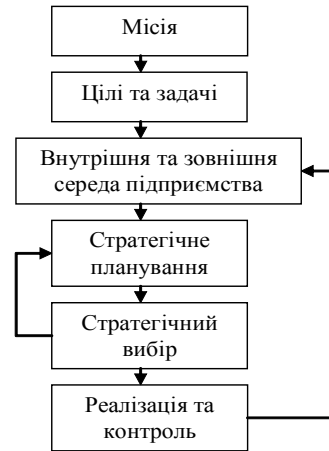 Місія
Цілі та задачі
Внутрішня та зовнішня
середа підприємства
Стратегічне
планування
Стратегічний
вибір
Реалізація та
контроль